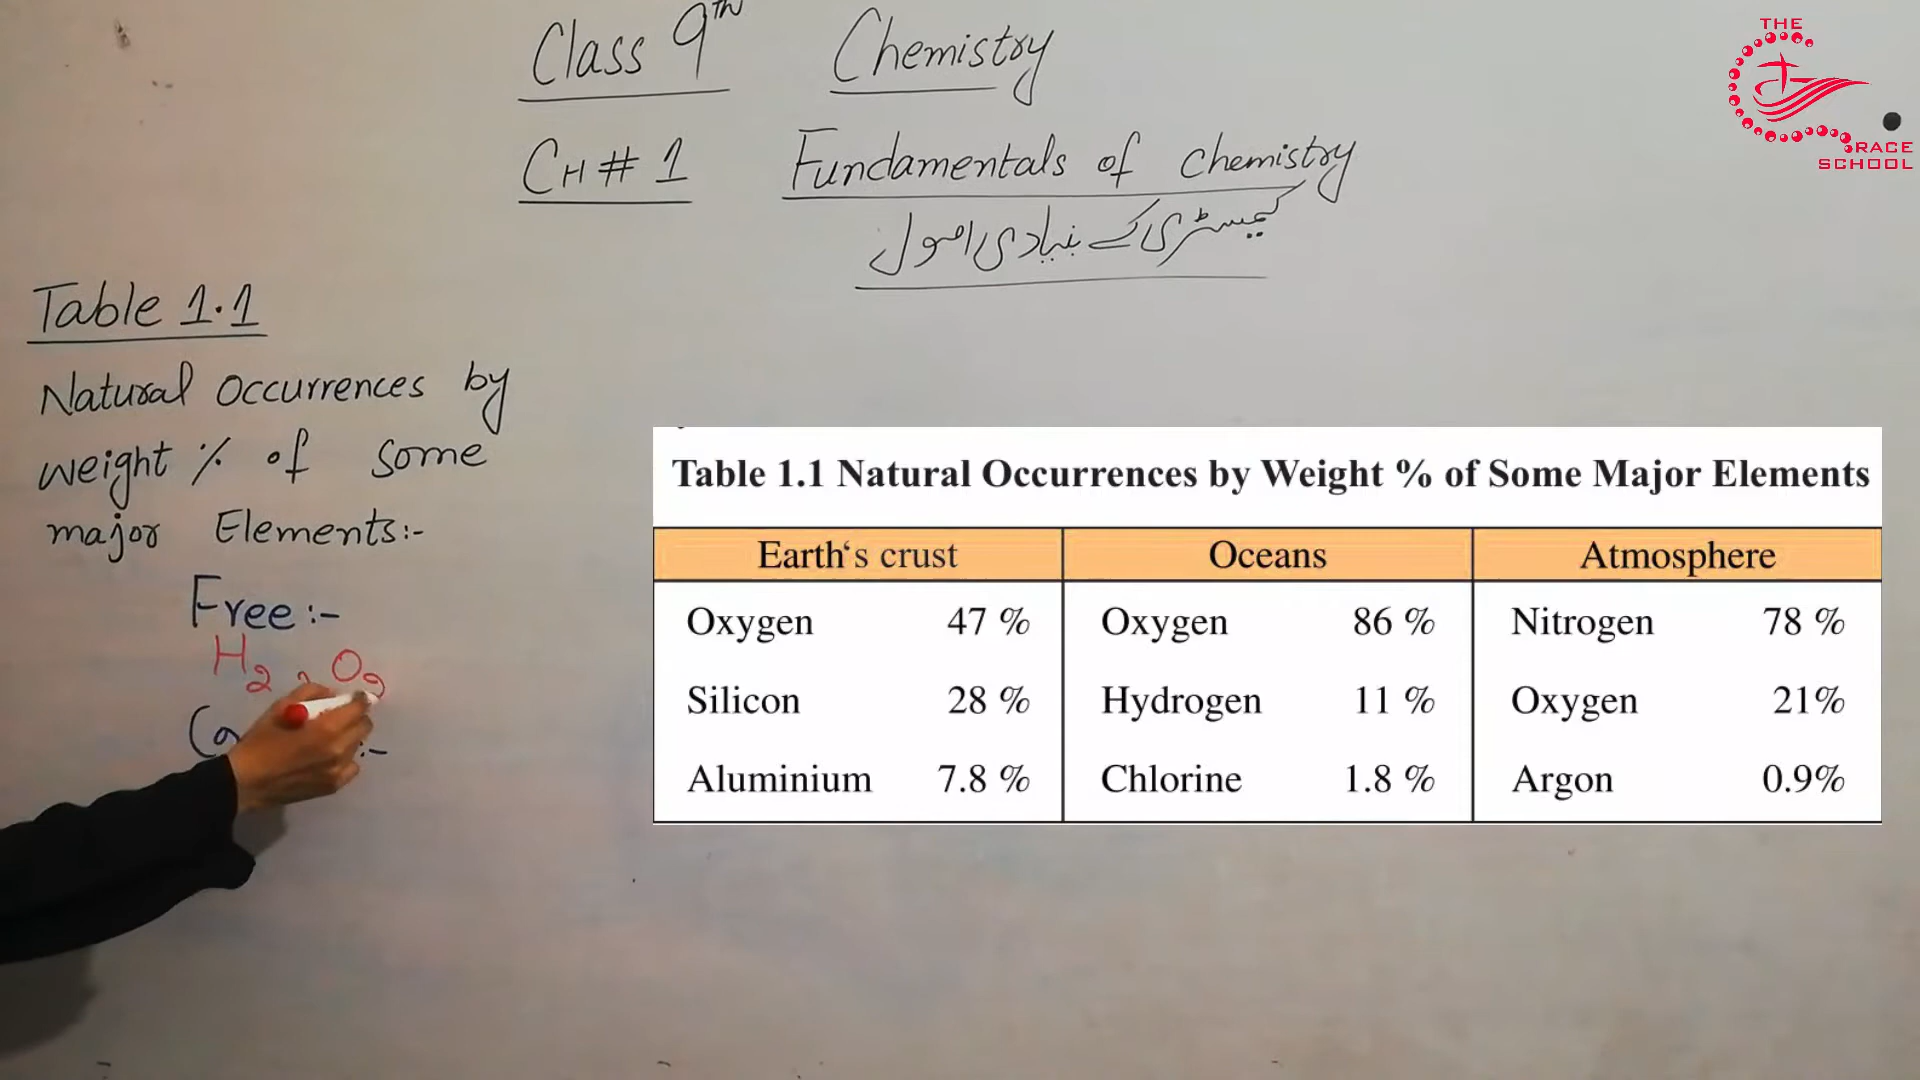 Class 9th Chemistry
CH # 1 Fundamentals of Chemistry
کیمسٹری کے بنیادی اصول
THE
GRACE
SCHOOL
Table 1.1
Natural Occurrences by
weight % of some
major Elements:-
Free:-
H2, O2
Table 1.1 Natural Occurrences by Weight % of Some Major Elements
Earth‘s crust Oceans Atmosphere
Oxygen 47 % Oxygen 86 % Nitrogen 78 %
Silicon 28 % Hydrogen 11 % Oxygen 21%
Aluminium 7.8 % Chlorine 1.8 % Argon 0.9%